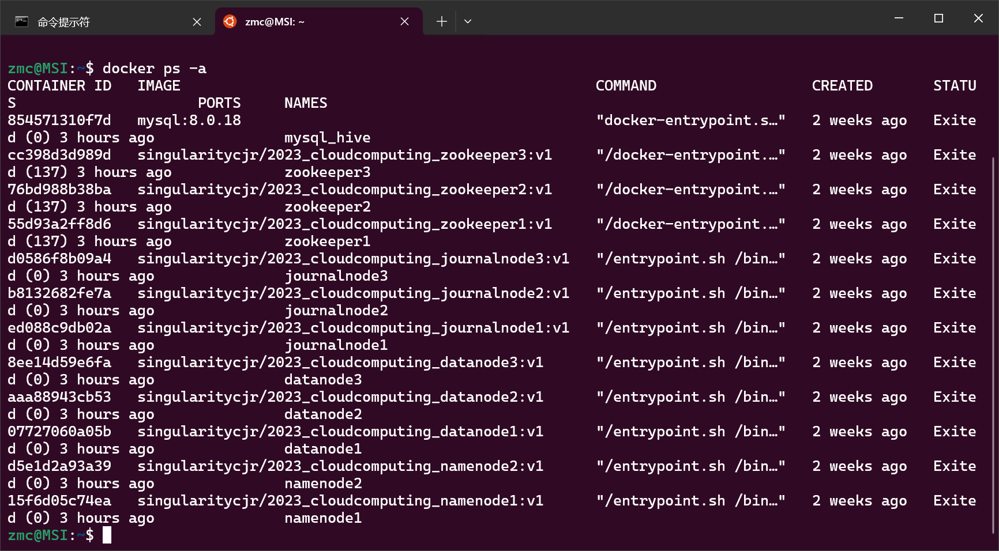 命令提示符
zmc@MSI: ~
zmc@MSI:~$ docker ps -a
CONTAINER ID   IMAGE                                                COMMAND                  CREATED       STATU
S                     PORTS     NAMES
854571310f7d   mysql:8.0.18                                         "docker-entrypoint.s…"   2 weeks ago   Exite
d (0) 3 hours ago               mysql_hive
cc398d3d989d   singularitycjr/2023_cloudcomputing_zookeeper3:v1     "/docker-entrypoint.…"   2 weeks ago   Exite
d (137) 3 hours ago             zookeeper3
76bd988b38ba   singularitycjr/2023_cloudcomputing_zookeeper2:v1     "/docker-entrypoint.…"   2 weeks ago   Exite
d (137) 3 hours ago             zookeeper2
55d93a2ff8d6   singularitycjr/2023_cloudcomputing_zookeeper1:v1     "/docker-entrypoint.…"   2 weeks ago   Exite
d (137) 3 hours ago             zookeeper1
d0586f8b09a4   singularitycjr/2023_cloudcomputing_journalnode3:v1   "/entrypoint.sh /bin…"   2 weeks ago   Exite
d (0) 3 hours ago               journalnode3
b8132682fe7a   singularitycjr/2023_cloudcomputing_journalnode2:v1   "/entrypoint.sh /bin…"   2 weeks ago   Exite
d (0) 3 hours ago               journalnode2
ed088c9db02a   singularitycjr/2023_cloudcomputing_journalnode1:v1   "/entrypoint.sh /bin…"   2 weeks ago   Exite
d (0) 3 hours ago               journalnode1
8ee14d59e6fa   singularitycjr/2023_cloudcomputing_datanode3:v1      "/entrypoint.sh /bin…"   2 weeks ago   Exite
d (0) 3 hours ago               datanode3
aaa88943cb53   singularitycjr/2023_cloudcomputing_datanode2:v1      "/entrypoint.sh /bin…"   2 weeks ago   Exite
d (0) 3 hours ago               datanode2
07727060a05b   singularitycjr/2023_cloudcomputing_datanode1:v1      "/entrypoint.sh /bin…"   2 weeks ago   Exite
d (0) 3 hours ago               datanode1
d5e1d2a93a39   singularitycjr/2023_cloudcomputing_namenode2:v1      "/entrypoint.sh /bin…"   2 weeks ago   Exite
d (0) 3 hours ago               namenode2
15f6d05c74ea   singularitycjr/2023_cloudcomputing_namenode1:v1      "/entrypoint.sh /bin…"   2 weeks ago   Exite
d (0) 3 hours ago               namenode1
zmc@MSI:~$